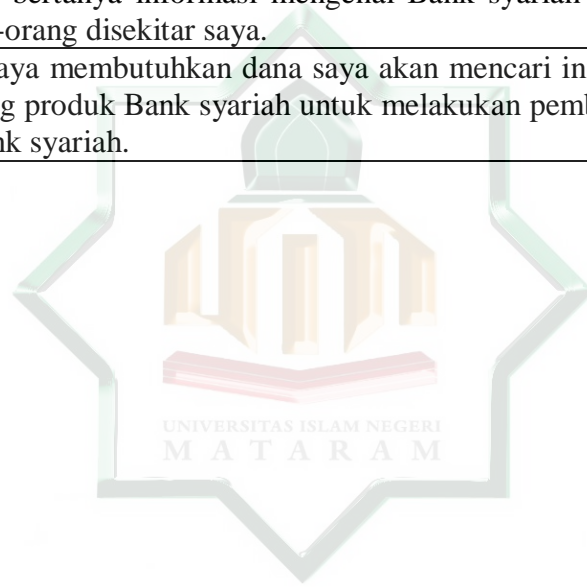 bertanya informasi mengenai Bank syariah
-orang disekitar saya.
aya membutuhkan dana saya akan mencari in
g produk Bank syariah untuk melakukan pemb
nk syariah.
UNIVERSITAS ISLAM NEGERI
MATARAM